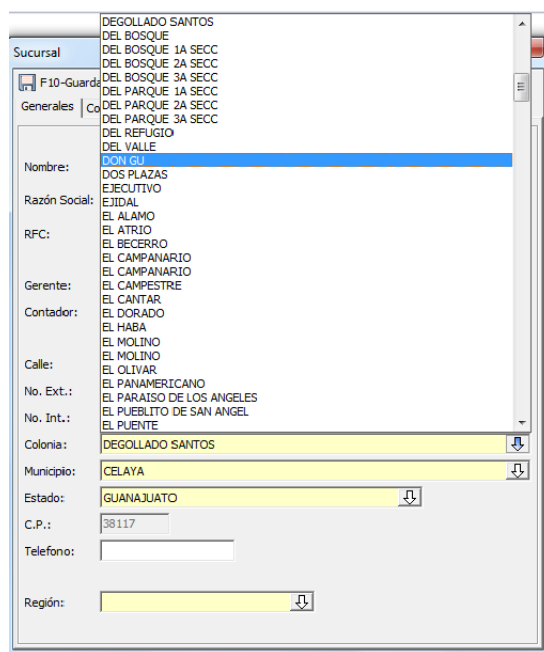 Sucursal
F10-Guarda
Generales
Co
Nombre:
Razón Social:
RFC:
Gerente:
Contador:
Calle:
No. Ext.:
No. Int.:
DEGOLLADO SANTOS
DEL BOSQUE
DEL BOSQUE 1A SECC
DEL BOSQUE 2A SECC
DEL BOSQUE 3A SECC
DEL PARQUE 1A SECC
DEL PARQUE 2A SECC
DEL PARQUE 3A SECC
DEL REFUGIO
DEL VALLE
DON GU
DOS PLAZAS
EJECUTIVO
EJIDAL
EL ALAMO
EL ATRIO
EL BECERRO
EL CAMPANARIO
EL CAMPANARIO
EL CAMPESTRE
EL CANTAR
EL DORADO
EL HABA
EL MOLINO
EL MOLINO
EL OLIVAR
EL PANAMERICANO
EL PARAISO DE LOS ANGELES
EL PUEBLITO DE SAN ANGEL
EL PUENTE
Colonia: DEGOLLADO SANTOS
Municipio: CELAYA
Estado: GUANAJUATO
C.P.: 38117
Telefono:
Región: